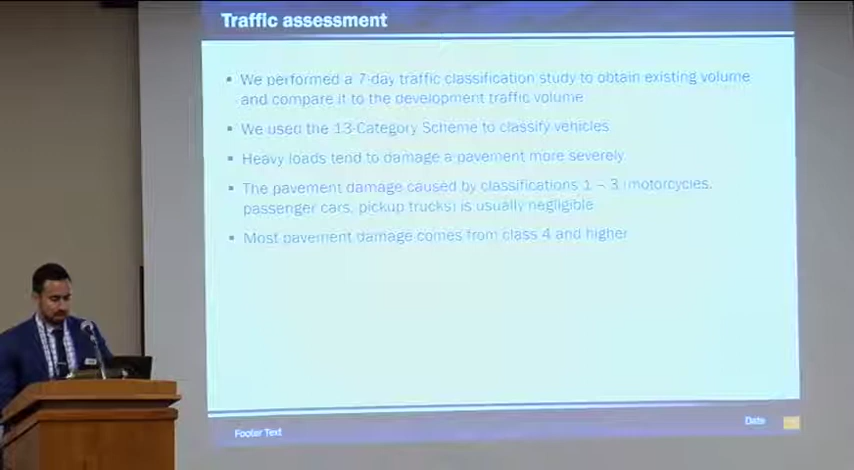 Traffic assessment
▪ We performed a 7-day traffic classification study to obtain existing volume
and compare it to the development traffic volume
▪ We used the 13-Category Scheme to classify vehicles
▪ Heavy loads tend to damage a pavement more severely
▪ The pavement damage caused by classifications 1 – 3 (motorcycles,
passenger cars, pickup trucks) is usually negligible
▪ Most pavement damage comes from class 4 and higher
Footer Text
Date